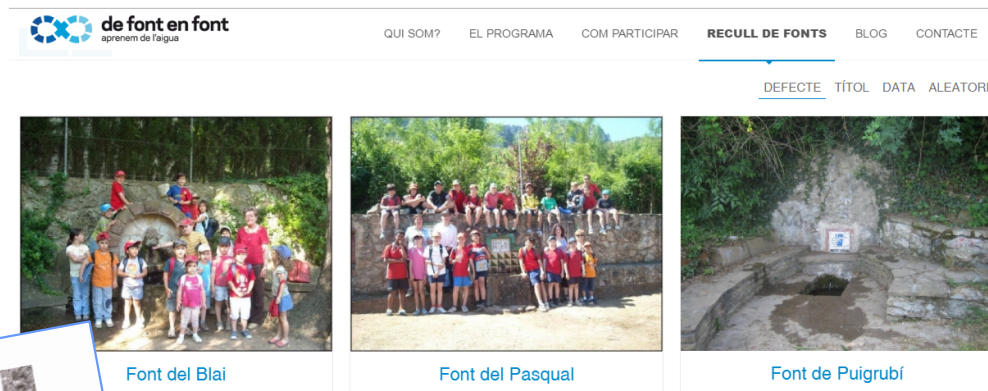 de font en font
aprenem de l'aigua
QUI SOM? EL PROGRAMA COM PARTICIPAR RECULL DE FONTS BLOG CONTACTE
DEFECTE TÍTOL DATA ALEATORI
Font del Blai Font del Pasqual Font de Puigrubí